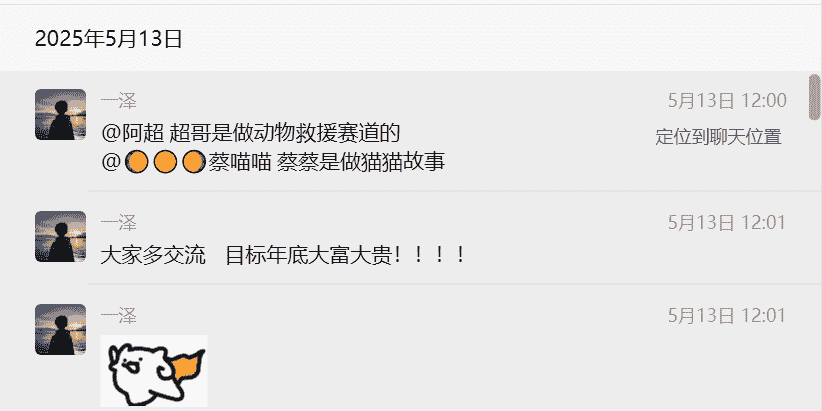 2025年5月13日
一泽
5月13日 12:00
@阿超 超哥是做动物救援赛道的
定位到聊天位置
@🌖🌕🌔蔡喵喵 蔡蔡是做猫猫故事
一泽
5月13日 12:01
大家多交流 目标年底大富大贵！！！！
一泽
5月13日 12:01